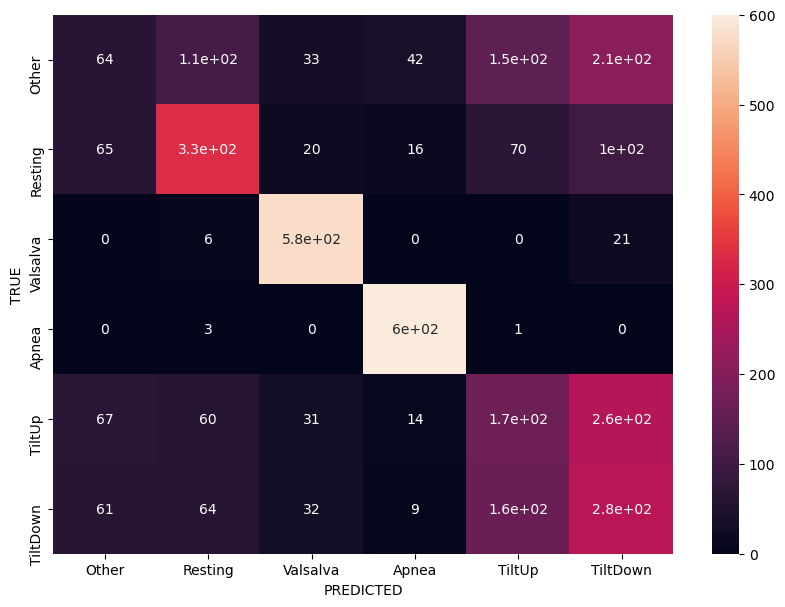 TRUE
Other 64 1.1e+02 33 42 1.5e+02 2.1e+02
Resting 65 3.3e+02 20 16 70 1e+02
Valsalva 0 6 5.8e+02 0 0 21
Apnea 0 3 0 6e+02 1 0
TiltUp 67 60 31 14 1.7e+02 2.6e+02
TiltDown 61 64 32 9 1.6e+02 2.8e+02
Other Resting Valsalva Apnea TiltUp TiltDown
PREDICTED
600
500
400
300
200
100
0